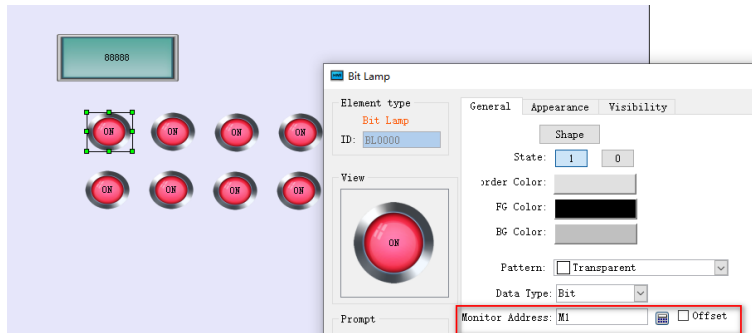 88888
ON ON ON ON
ON ON ON ON
Bit Lamp
Element type
Bit Lamp
ID: BL0000
View
ON
Prompt
General Appearance Visibility
Shape
State: 1 0
order Color:
FG Color:
BG Color:
Pattern: Transparent
Data Type: Bit
Monitor Address: M1 Offset